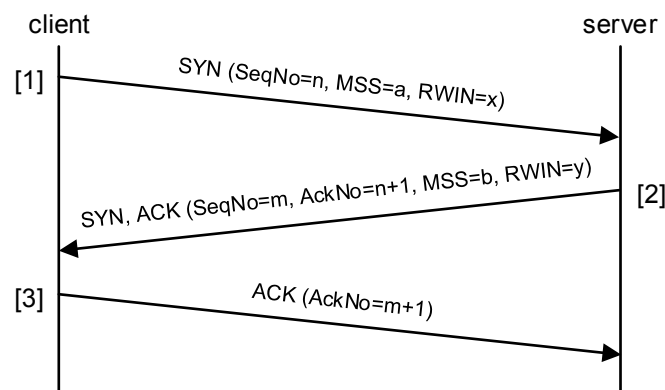 client
server
[1]
SYN (SeqNo=n, MSS=a, RWIN=x)
SYN, ACK (SeqNo=m, AckNo=n+1, MSS=b, RWIN=y)
[2]
[3]
ACK (AckNo=m+1)